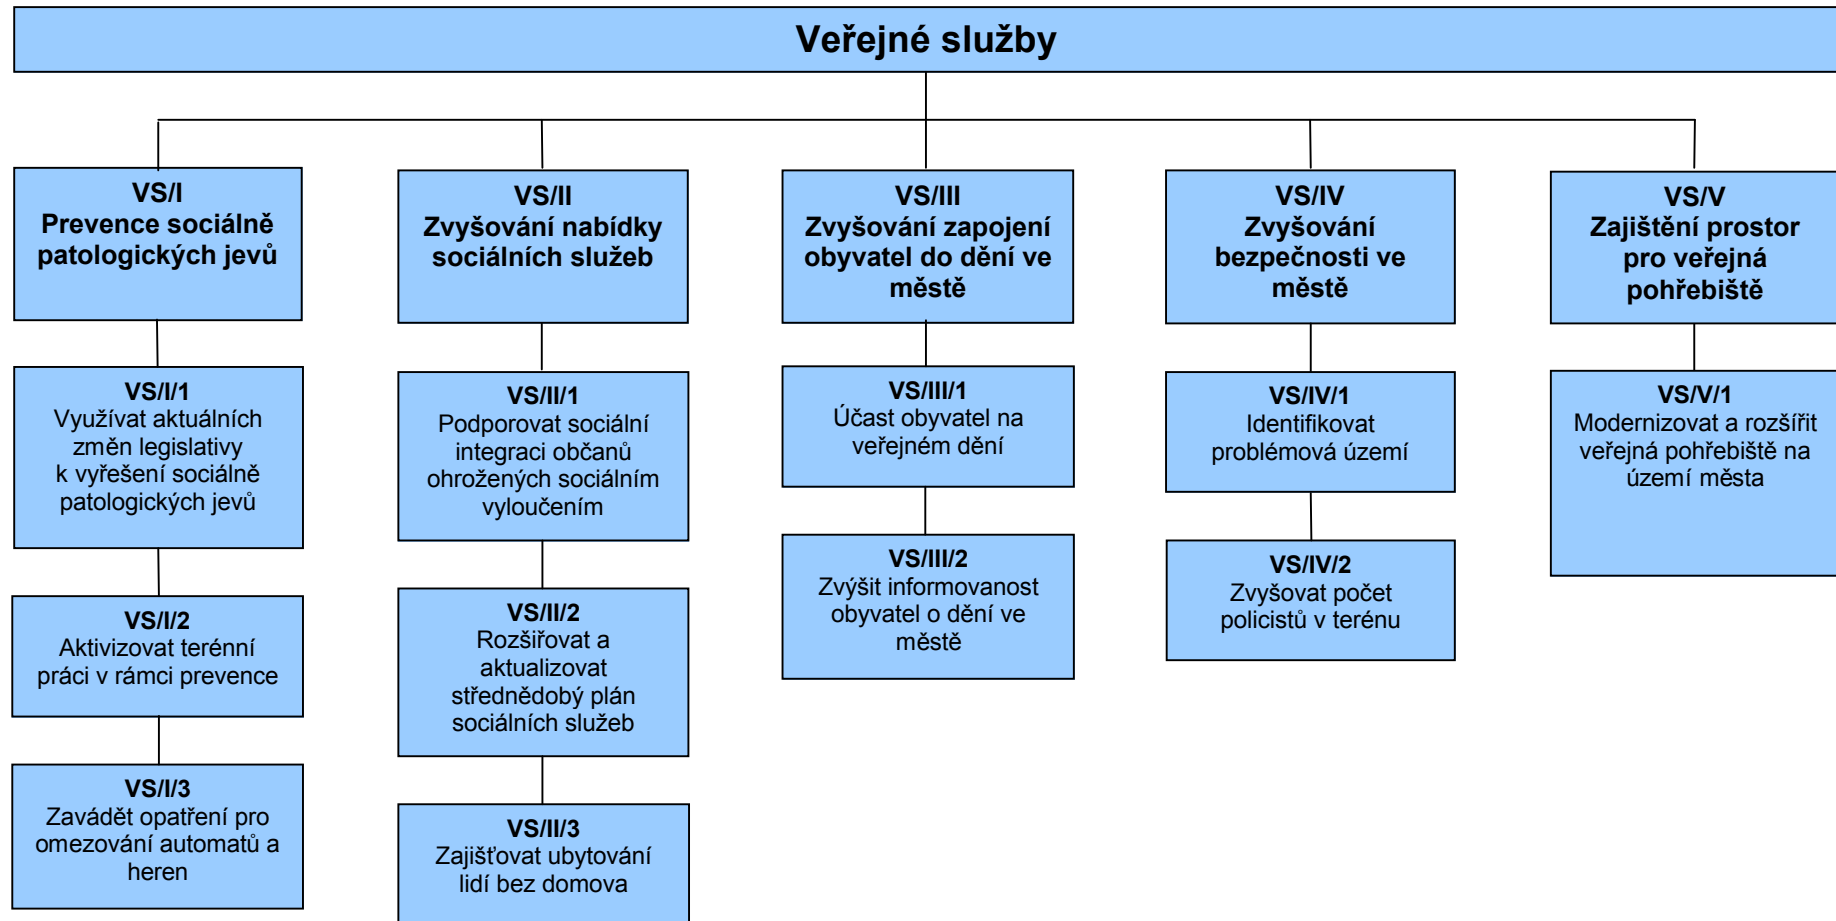 Veřejné služby
VS/I
Prevence sociálně
patologických jevů
VS/I/1
Využívat aktuálních
změn legislativy
k vyřešení sociálně
patologických jevů
VS/I/2
Aktivizovat terénní
práci v rámci prevence
VS/I/3
Zavádět opatření pro
omezování automatů a
heren
VS/II
Zvyšování nabídky
sociálních služeb
VS/II/1
Podporovat sociální
integraci občanů
ohrožených sociálním
vyloučením
VS/II/2
Rozšiřovat a
aktualizovat
střednědobý plán
sociálních služeb
VS/II/3
Zajišťovat ubytování
lidí bez domova
VS/III
Zvyšování zapojení
obyvatel do dění ve
městě
VS/III/1
Účast obyvatel na
veřejném dění
VS/III/2
Zvýšit informovanost
obyvatel o dění ve
městě
VS/IV
Zvyšování
bezpečnosti ve
městě
VS/IV/1
Identifikovat
problémová území
VS/IV/2
Zvyšovat počet
policistů v terénu
VS/V
Zajištění prostor
pro veřejná
pohřebiště
VS/V/1
Modernizovat a rozšířit
veřejná pohřebiště na
území města